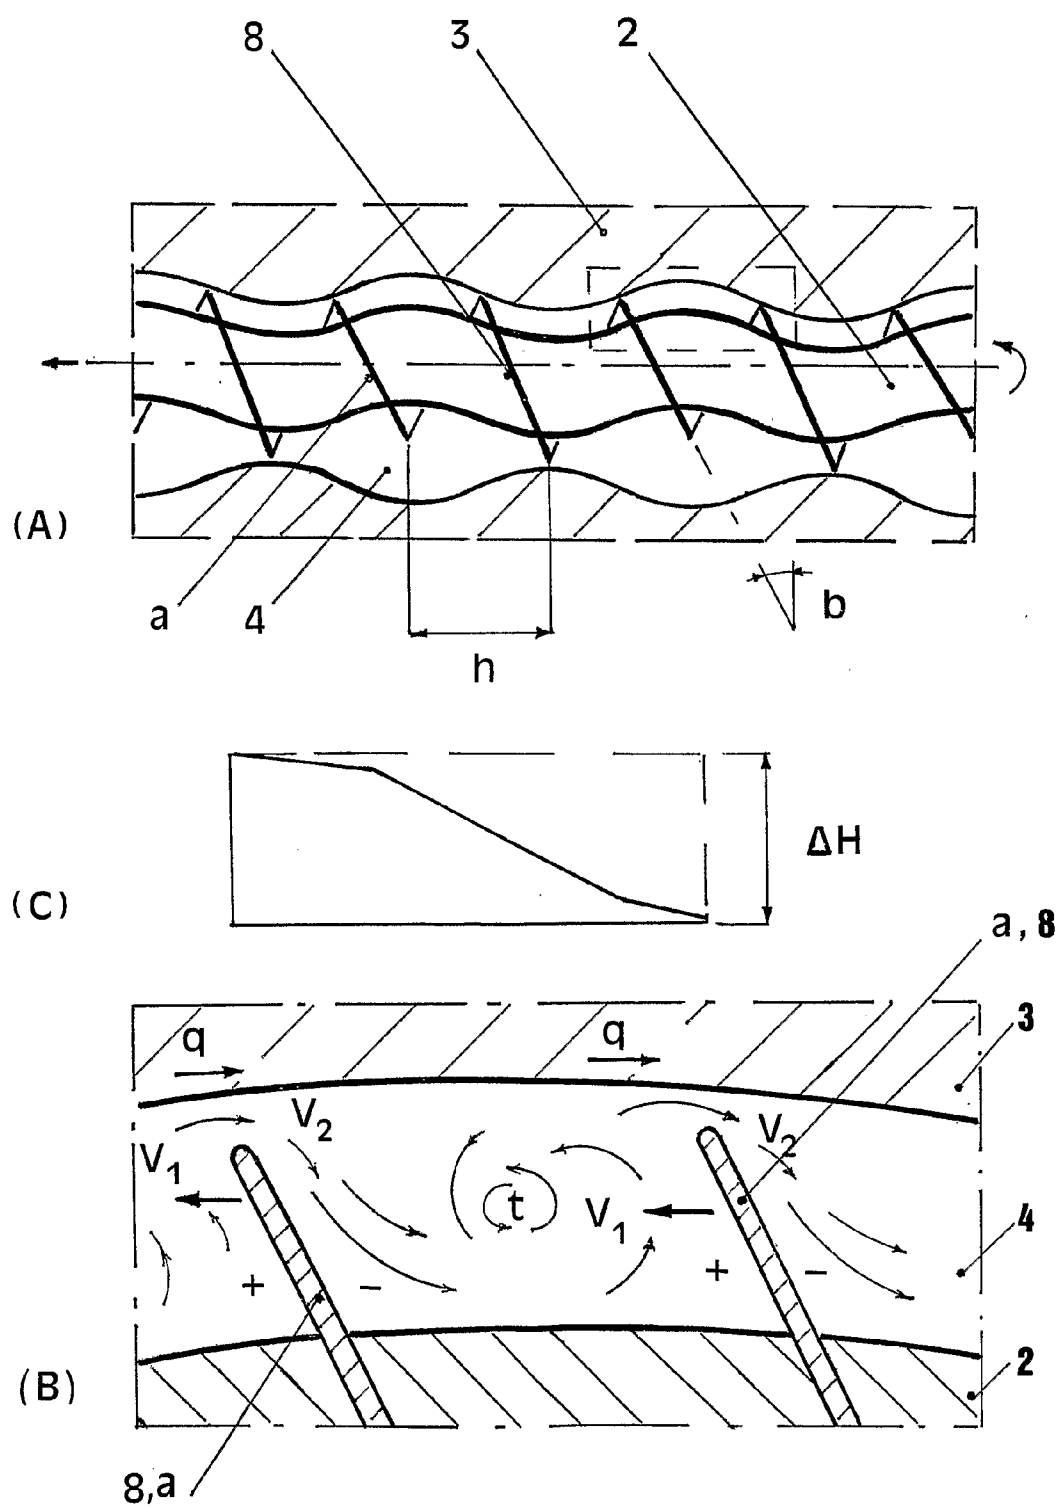 8 3 2
(A)
a 4 b
h
ΔH
(C)
a, 8
3
q q
V₂ V₂
V₁
t V₁
4
+ − + −
2
(B)
8,a